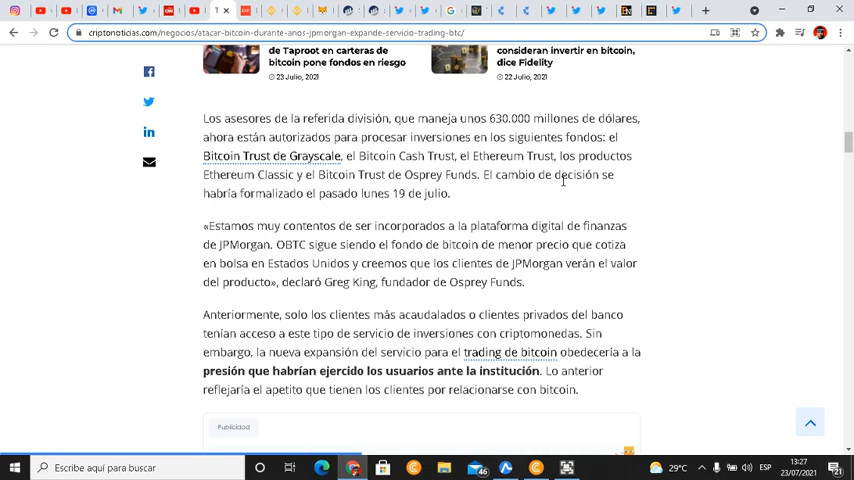 criptonoticias.com/negocios/atacar-bitcoin-durante-anos-jpmorgan-expande-servicio-trading-btc/
de Taproot en carteras de
bitcoin pone fondos en riesgo
23 Julio, 2021
consideran invertir en bitcoin,
dice Fidelity
22 Julio, 2021
Los asesores de la referida división, que maneja unos 630.000 millones de dólares,
ahora están autorizados para procesar inversiones en los siguientes fondos: el
Bitcoin Trust de Grayscale, el Bitcoin Cash Trust, el Ethereum Trust, los productos
Ethereum Classic y el Bitcoin Trust de Osprey Funds. El cambio de decisión se
habría formalizado el pasado lunes 19 de julio.
«Estamos muy contentos de ser incorporados a la plataforma digital de finanzas
de JPMorgan. OBTC sigue siendo el fondo de bitcoin de menor precio que cotiza
en bolsa en Estados Unidos y creemos que los clientes de JPMorgan verán el valor
del producto», declaró Greg King, fundador de Osprey Funds.
Anteriormente, solo los clientes más acaudalados o clientes privados del banco
tenían acceso a este tipo de servicio de inversiones con criptomonedas. Sin
embargo, la nueva expansión del servicio para el trading de bitcoin obedecería a la
presión que habrían ejercido los usuarios ante la institución. Lo anterior
reflejaría el apetito que tienen los clientes por relacionarse con bitcoin.
Publicidad
Escribe aquí para buscar
46
29°C
ESP
13:27
23/07/2021
21